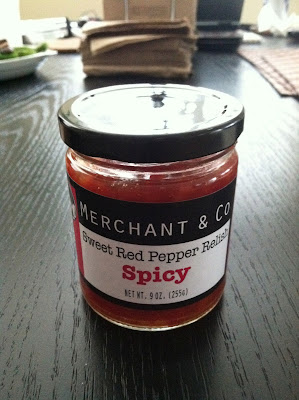 MERCHANT & Co
Sweet Red Pepper Relish
Spicy
NET WT. 9 OZ. (255g)